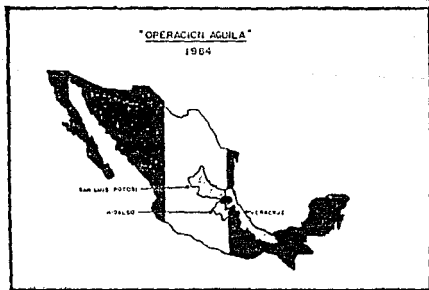 "OPERACION AGUILA"
1984
SAN LUIS POTOSI
HIDALGO
VERACRUZ